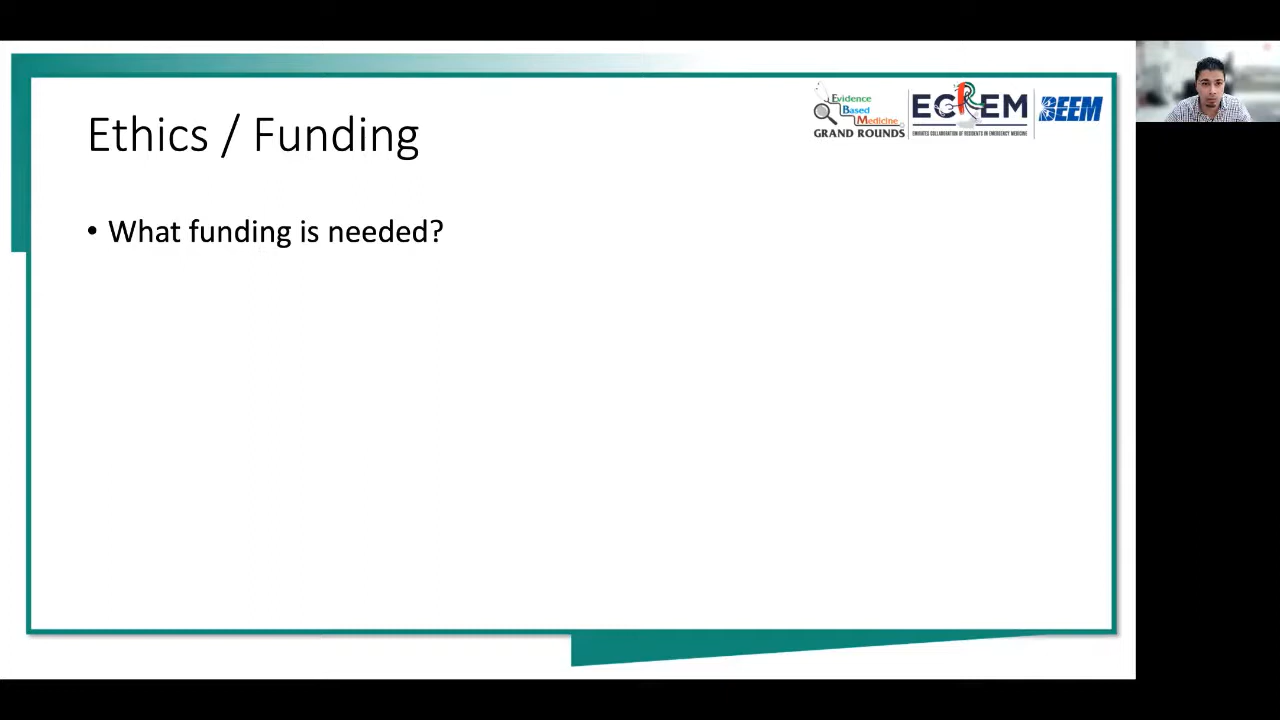 Ethics / Funding
Evidence
Based
Medicine
GRAND ROUNDS
ECREM
EMIRATES COLLABORATION OF RESIDENTS IN EMERGENCY MEDICINE
BEEM
• What funding is needed?